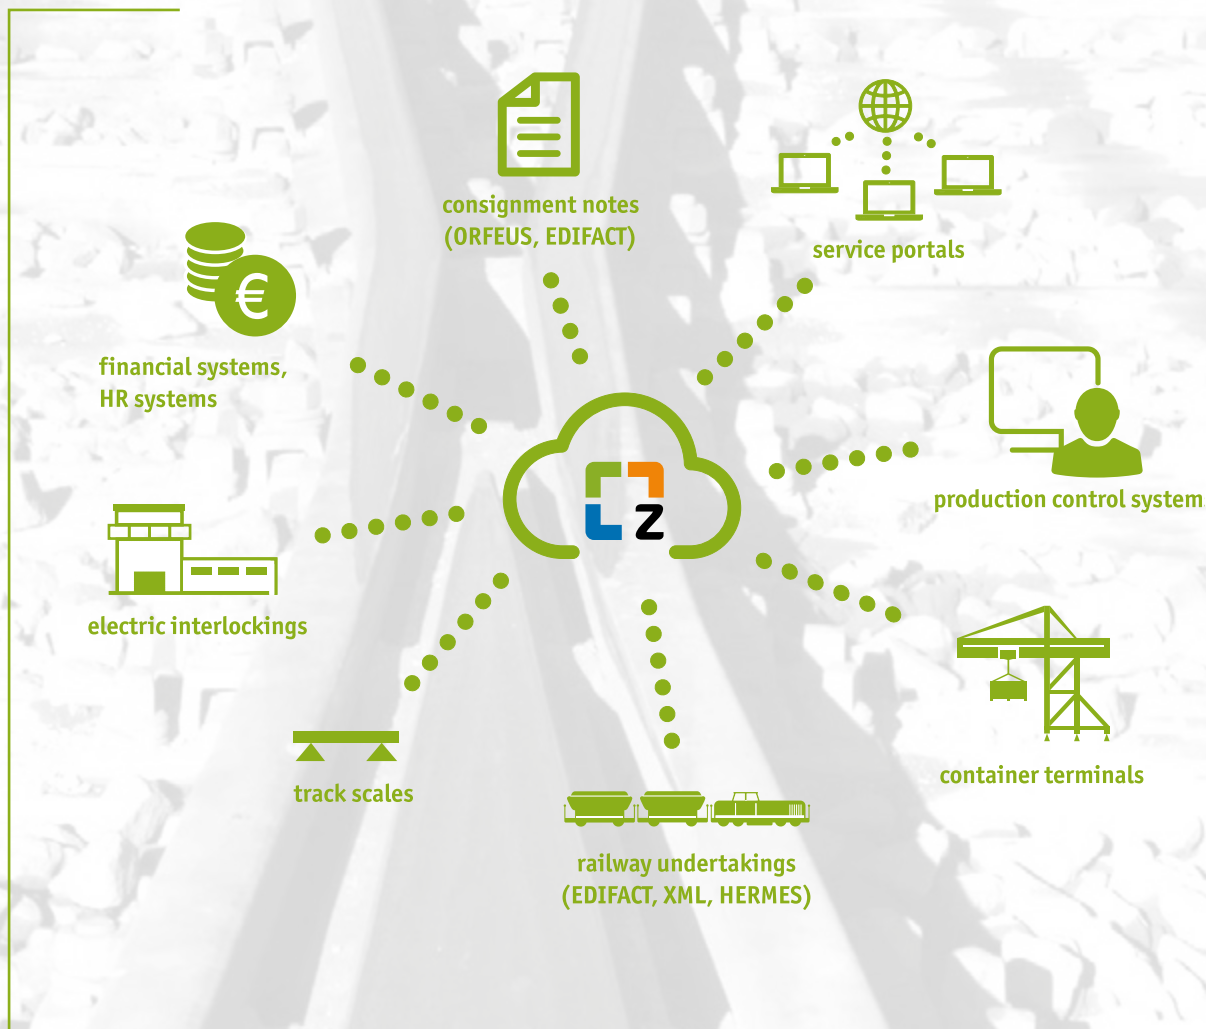 consignment notes
(ORFEUS, EDIFACT)
service portals
€
financial systems,
HR systems
production control system
z
electric interlockings
container terminals
track scales
railway undertakings
(EDIFACT, XML, HERMES)